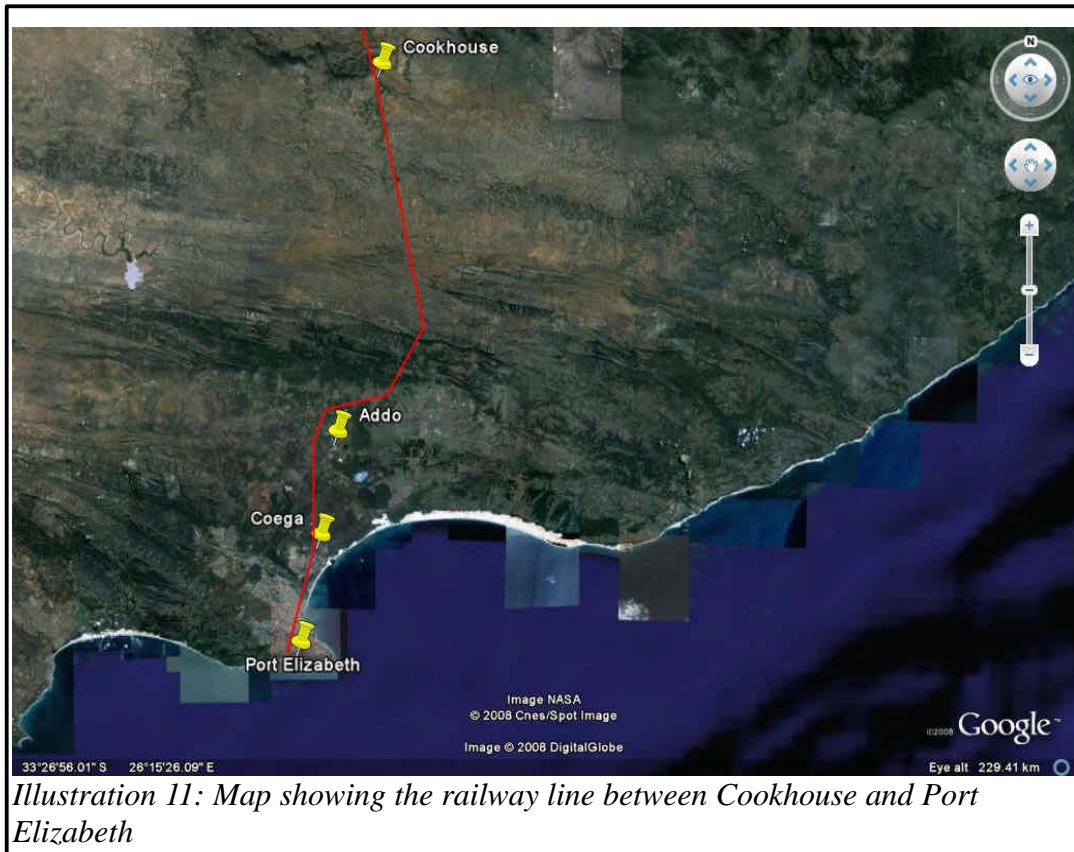 Cookhouse
N
Addo
Coega
Port Elizabeth
Image NASA
© 2008 Cnes/Spot Image
Image © 2008 DigitalGlobe
©2008 Google™
33°26'56.01" S 26°15'26.09" E
Eye alt 229.41 km
Illustration 11: Map showing the railway line between Cookhouse and Port
Elizabeth